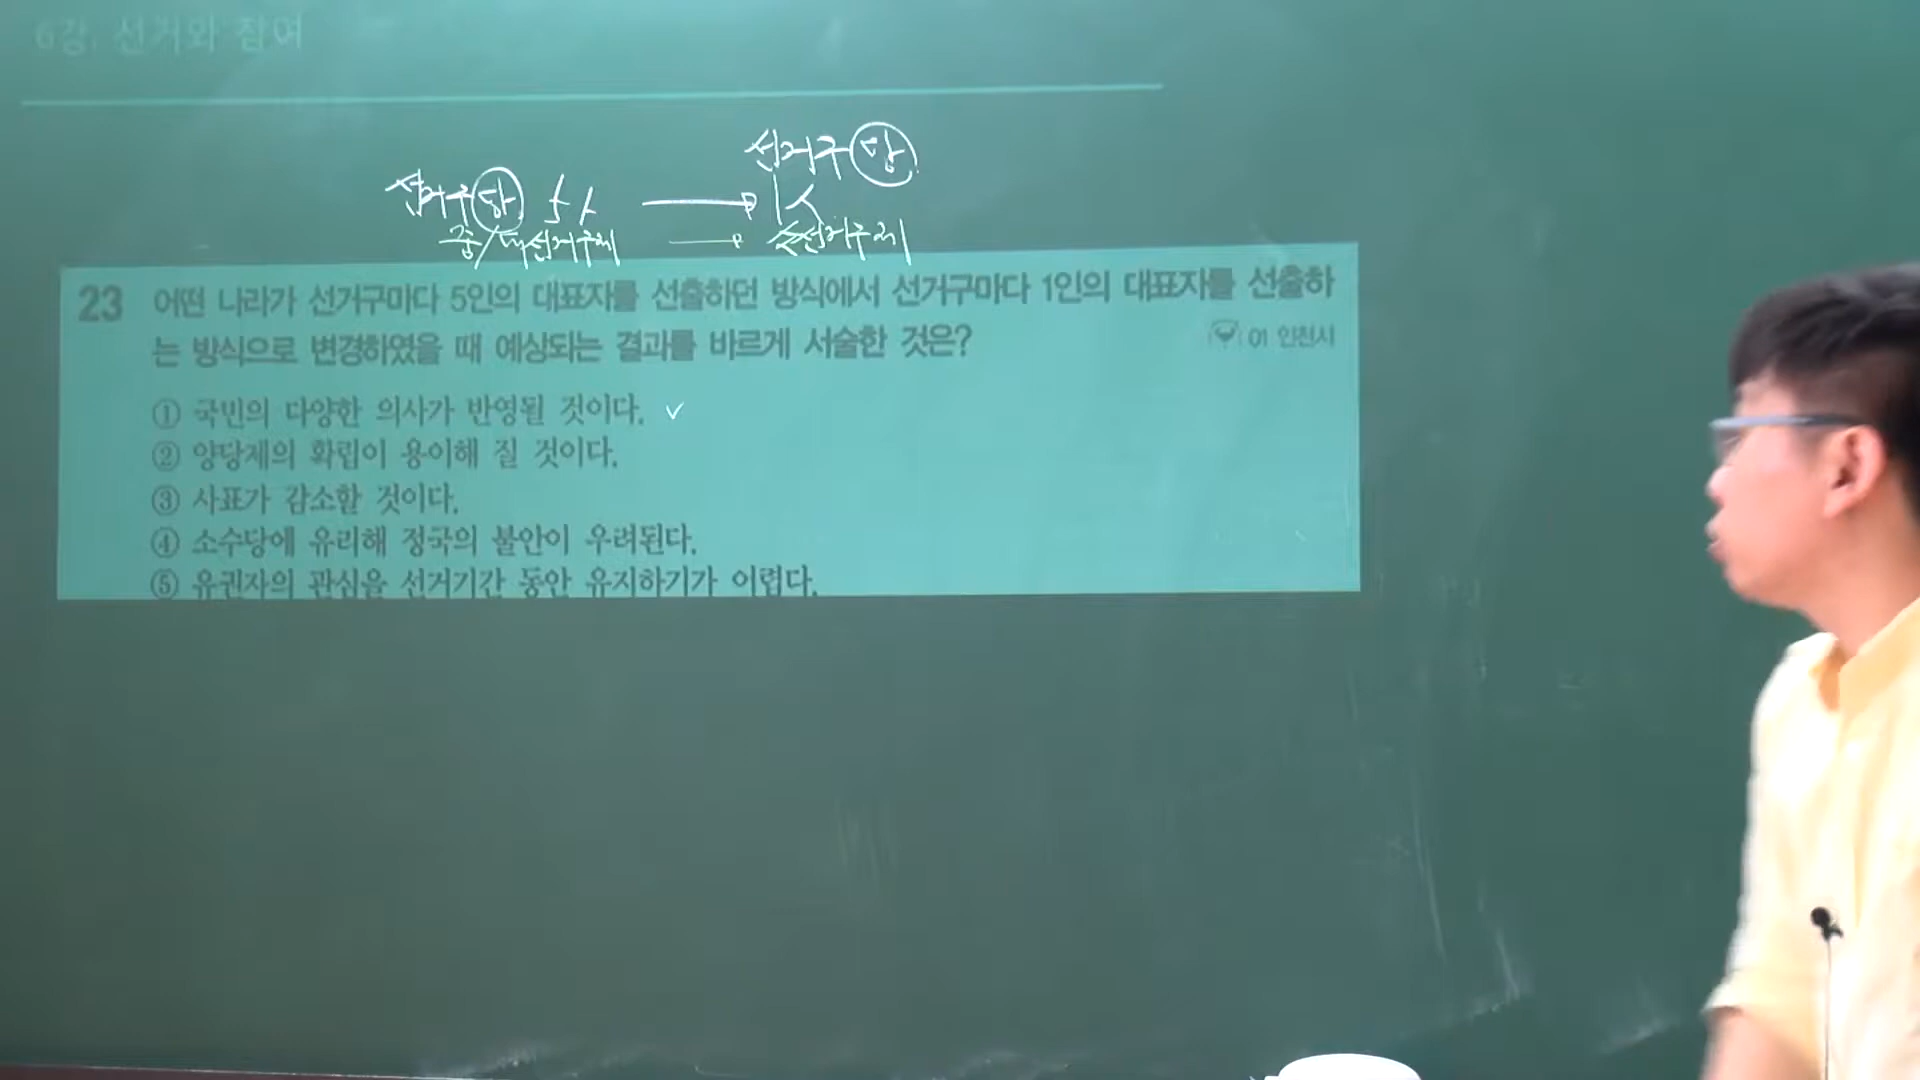 6강. 선거와 참여
선거구당 5人 → 선거구당 1人
중/대선거구제 → 소선거구제
23 어떤 나라가 선거구마다 5인의 대표자를 선출하던 방식에서 선거구마다 1인의 대표자를 선출하
는 방식으로 변경하였을 때 예상되는 결과를 바르게 서술한 것은? 01 인천시
① 국민의 다양한 의사가 반영될 것이다. ✓
② 양당제의 확립이 용이해 질 것이다.
③ 사표가 감소할 것이다.
④ 소수당에 유리해 정국의 불안이 우려된다.
⑤ 유권자의 관심을 선거기간 동안 유지하기가 어렵다.